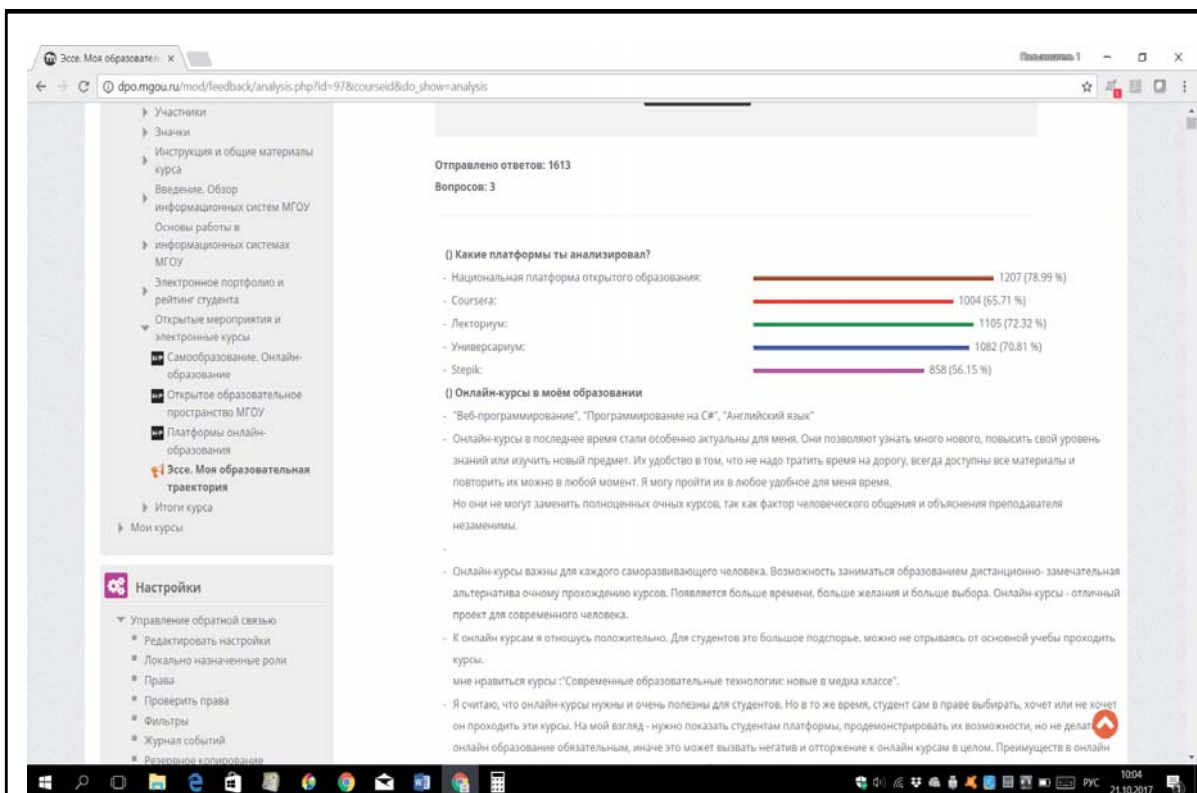 Эссе. Моя образовател
dpo.mgou.ru/mod/feedback/analysis.php?id=97&courseid&do_show=analysis
Участники
Значки
Инструкция и общие материалы
курса
Введение. Обзор
информационных систем МГОУ
Основы работы в
информационных системах
МГОУ
Электронное портфолио и
рейтинг студента
Открытые мероприятия и
электронные курсы
Самообразование. Онлайн-
образование
Открытое образовательное
пространство МГОУ
Платформы онлайн-
образования
Эссе. Моя образовательная
траектория
Итоги курса
Мои курсы
Настройки
Управление обратной связью
Редактировать настройки
Локально назначенные роли
Права
Проверить права
Фильтры
Журнал событий
Резервное копирование
Отправлено ответов: 1613
Вопросов: 3
() Какие платформы ты анализировал?
- Национальная платформа открытого образования: 1207 (78.99 %)
- Coursera: 1004 (65.71 %)
- Лекториум: 1105 (72.32 %)
- Универсариум: 1082 (70.81 %)
- Stepik: 858 (56.15 %)
() Онлайн-курсы в моём образовании
- "Веб-программирование", "Программирование на C#", "Английский язык"
- Онлайн-курсы в последнее время стали особенно актуальны для меня. Они позволяют узнать много нового, повысить свой уровень
знаний или изучить новый предмет. Их удобство в том, что не надо тратить время на дорогу, всегда доступны все материалы и
повторить их можно в любой момент. Я могу пройти их в любое удобное для меня время.
Но они не могут заменить полноценных очных курсов, так как фактор человеческого общения и объяснения преподавателя
незаменимы.
-
- Онлайн-курсы важны для каждого саморазвивающего человека. Возможность заниматься образованием дистанционно- замечательная
альтернатива очному прохождению курсов. Появляется больше времени, больше желания и больше выбора. Онлайн-курсы - отличный
проект для современного человека.
- К онлайн курсам я отношусь положительно. Для студентов это большое подспорье. можно не отрываясь от основной учебы проходить
курсы.
мне нравиться курсы :"Современные образовательные технологии: новые в медиа классе".
- Я считаю, что онлайн-курсы нужны и очень полезны для студентов. Но в то же время, студент сам в праве выбирать, хочет или не хочет
он проходить эти курсы. На мой взгляд - нужно показать студентам платформы, продемонстрировать их возможности, но не делат
онлайн образование обязательным, иначе это может вызвать негатив и отторжение к онлайн курсам в целом. Преимуществ в онлайн
РУС
10:04
21.10.2017